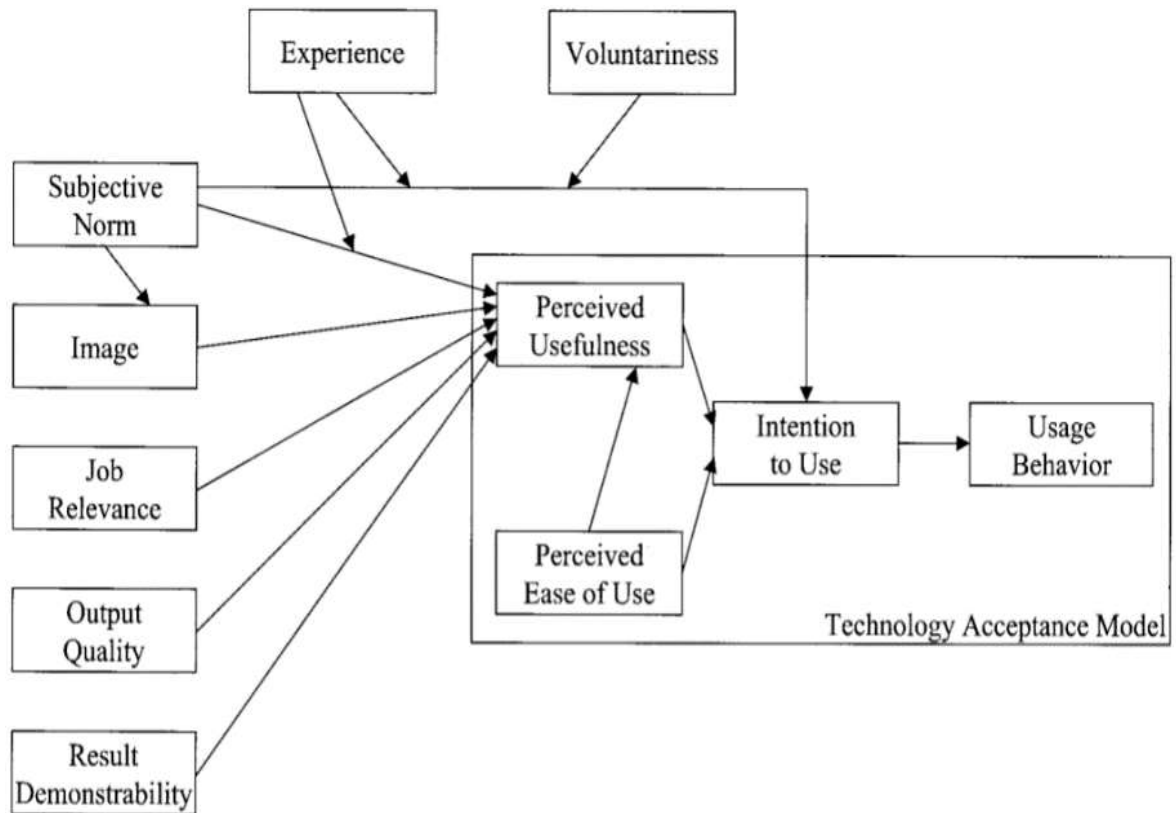 Experience
Voluntariness
Subjective
Norm
Image
Perceived
Usefulness
Job
Relevance
Intention
to Use
Usage
Behavior
Perceived
Ease of Use
Output
Quality
Technology Acceptance Model
Result
Demonstrability